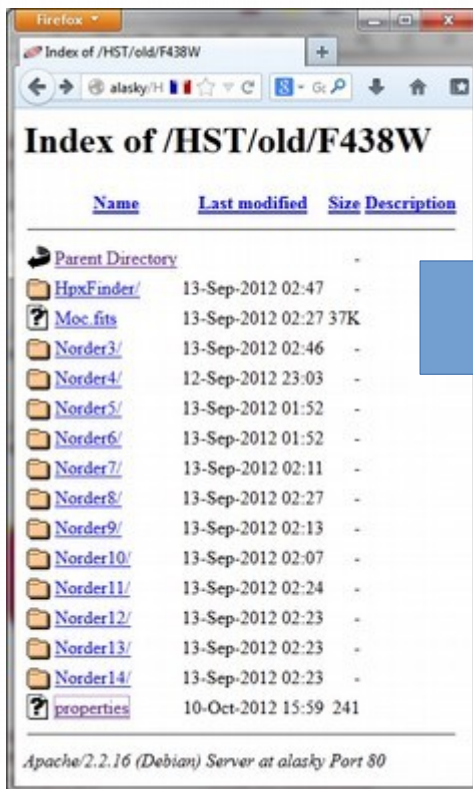 Firefox
Index of /HST/old/F438W
alasky/H
Index of /HST/old/F438W
Name Last modified Size Description
Parent Directory -
HpxFinder/ 13-Sep-2012 02:47 -
Moc.fits 13-Sep-2012 02:27 37K
Norder3/ 13-Sep-2012 02:46 -
Norder4/ 12-Sep-2012 23:03 -
Norder5/ 13-Sep-2012 01:52 -
Norder6/ 13-Sep-2012 01:52 -
Norder7/ 13-Sep-2012 02:11 -
Norder8/ 13-Sep-2012 02:27 -
Norder9/ 13-Sep-2012 02:13 -
Norder10/ 13-Sep-2012 02:07 -
Norder11/ 13-Sep-2012 02:24 -
Norder12/ 13-Sep-2012 02:23 -
Norder13/ 13-Sep-2012 02:23 -
Norder14/ 13-Sep-2012 02:23 -
properties 10-Oct-2012 15:59 241
Apache/2.2.16 (Debian) Server at alasky Port 80